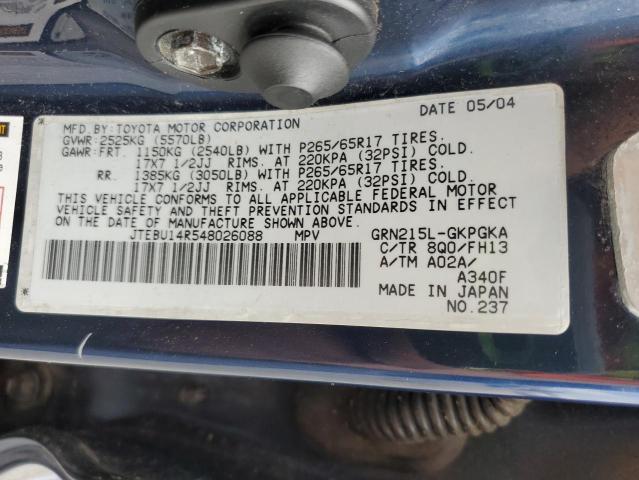 DATE 05/04
MFD.BY:TOYOTA MOTOR CORPORATION
GVWR:2525KG (5570LB)
GAWR:FRT. 1150KG (2540LB) WITH P265/65R17 TIRES.
17X7 1/2JJ RIMS. AT 220KPA (32PSI) COLD.
RR. 1385KG (3050LB) WITH P265/65R17 TIRES.
17X7 1/2JJ RIMS. AT 220KPA (32PSI) COLD.
THIS VEHICLE CONFORMS TO ALL APPLICABLE FEDERAL MOTOR
VEHICLE SAFETY AND THEFT PREVENTION STANDARDS IN EFFECT
ON THE DATE OF MANUFACTURE SHOWN ABOVE.
JTEBU14R548026088 MPV GRN215L-GKPGKA
C/TR 8Q0/FH13
A/TM A02A/
A340F
MADE IN JAPAN
NO.237